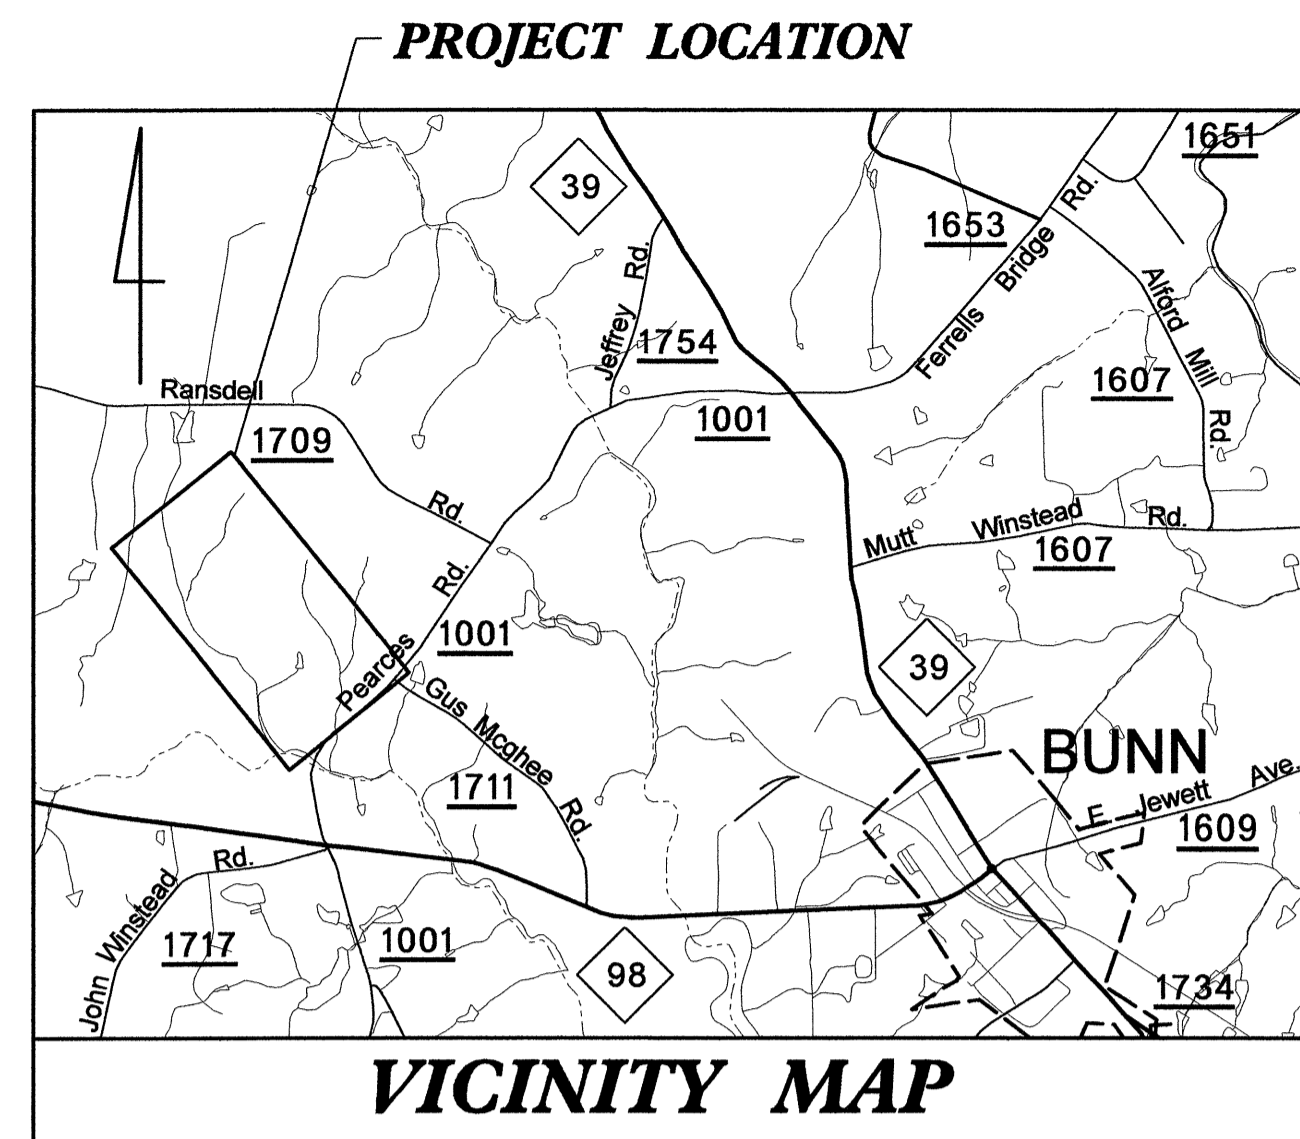 PROJECT LOCATION
1651
39
Rd.
1653
Ferrells Bridge
Jeffrey Rd.
1754
Alford Mill Rd.
1607
Ransdell
1709
1001
Rd.
Mutt Winstead Rd.
1607
Rd.
1001
Pearces
39
Gus Mcghee Rd.
1711
BUNN
E Jewett Ave.
1609
John Winstead Rd.
1717
1001
98
1734
VICINITY MAP